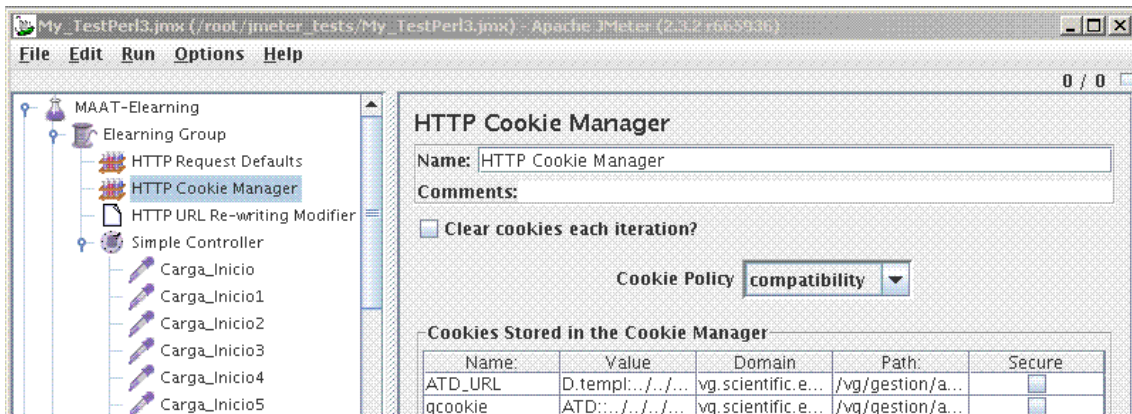 My_TestPerl3.jmx (/root/jmeter_tests/My_TestPerl3.jmx) - Apache JMeter (2.3.2 r665936)
File Edit Run Options Help
0 / 0
MAAT-Elearning
Elearning Group
HTTP Request Defaults
HTTP Cookie Manager
HTTP URL Re-writing Modifier
Simple Controller
Carga_Inicio
Carga_Inicio1
Carga_Inicio2
Carga_Inicio3
Carga_Inicio4
Carga_Inicio5
HTTP Cookie Manager
Name: HTTP Cookie Manager
Comments:
Clear cookies each iteration?
Cookie Policy compatibility
Cookies Stored in the Cookie Manager
Name: Value Domain Path: Secure
ATD_URL D.templ:../../... vg.scientific.e... /vg/gestion/a...
qcookie ATD::../../../... vg.scientific.e... /vg/gestion/a...